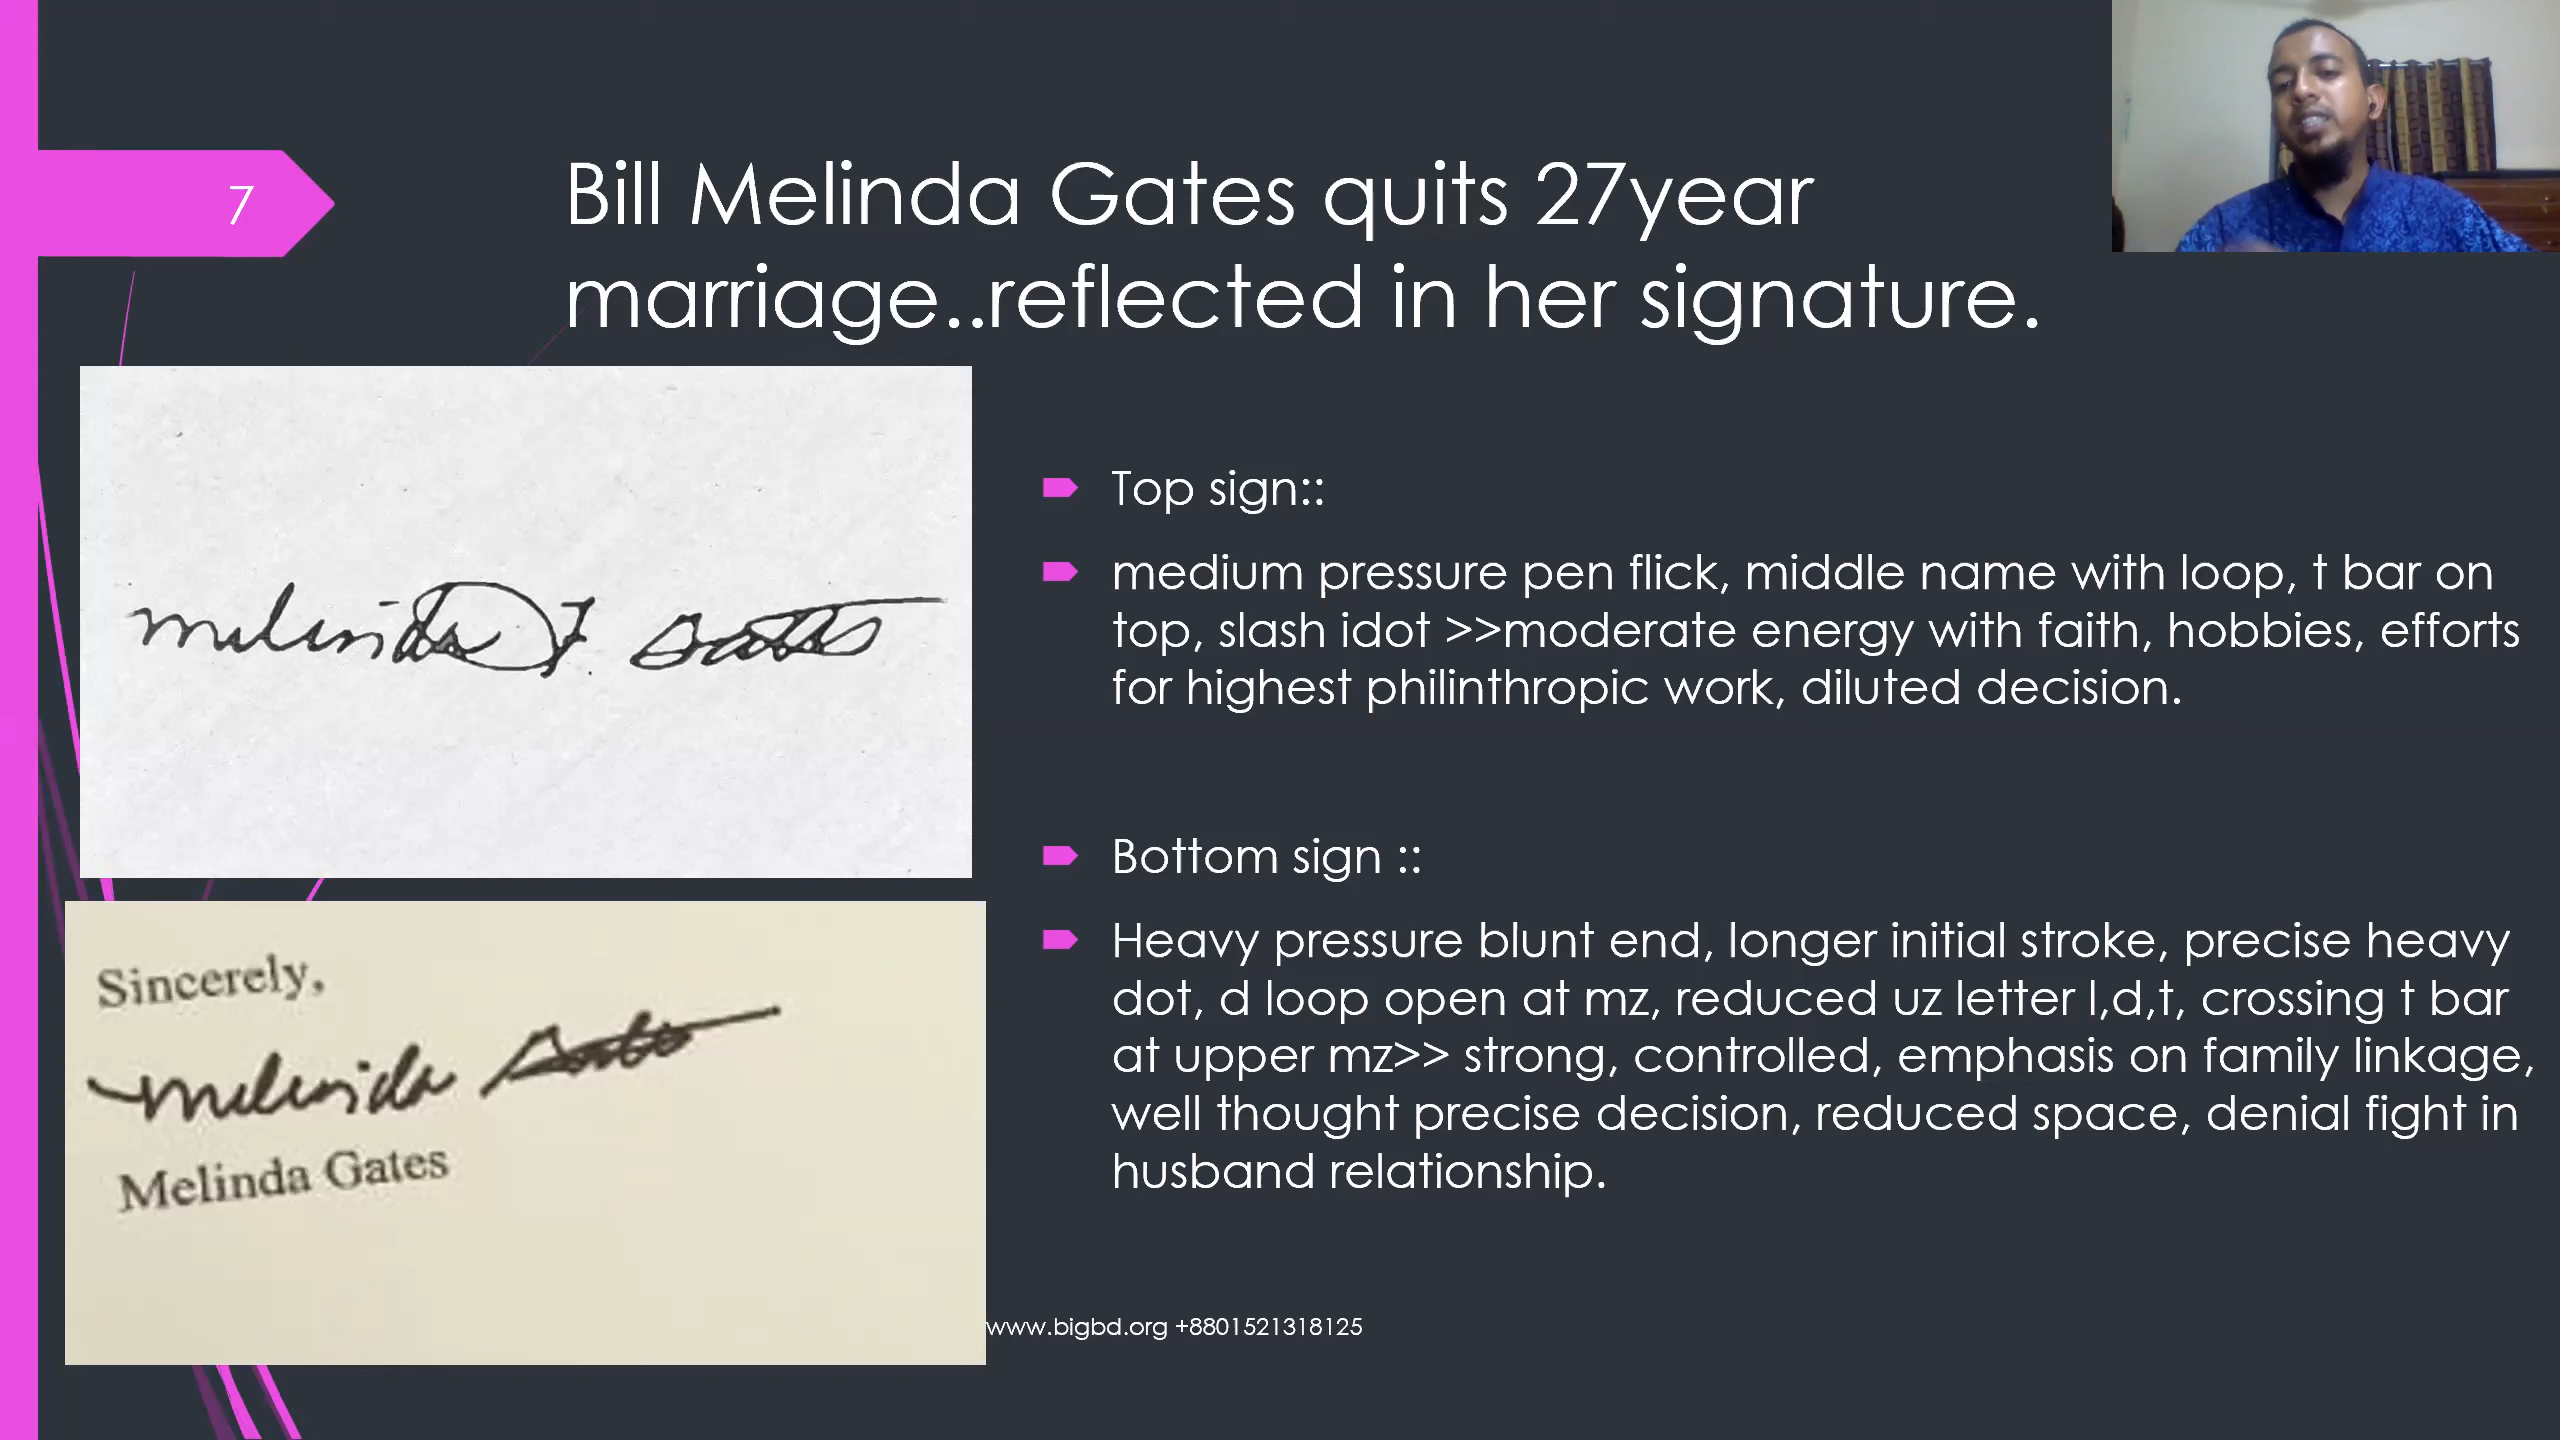 7
Bill Melinda Gates quits 27year
marriage..reflected in her signature.
melinda F. Gates
Top sign::
medium pressure pen flick, middle name with loop, t bar on
top, slash idot >>moderate energy with faith, hobbies, efforts
for highest philinthropic work, diluted decision.
Sincerely,
melinda Gates
Melinda Gates
Bottom sign ::
Heavy pressure blunt end, longer initial stroke, precise heavy
dot, d loop open at mz, reduced uz letter l,d,t, crossing t bar
at upper mz>> strong, controlled, emphasis on family linkage,
well thought precise decision, reduced space, denial fight in
husband relationship.
www.bigbd.org +8801521318125